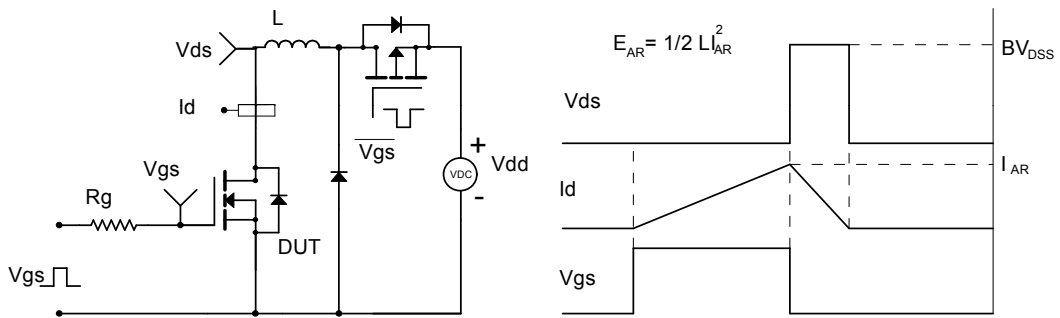 L
Vds
Id
Vgs
Rg
Vgs
DUT
Vgs
VDC
+
Vdd
-
E_AR = 1/2 LI²_AR
Vds
BV_DSS
Id
I_AR
Vgs